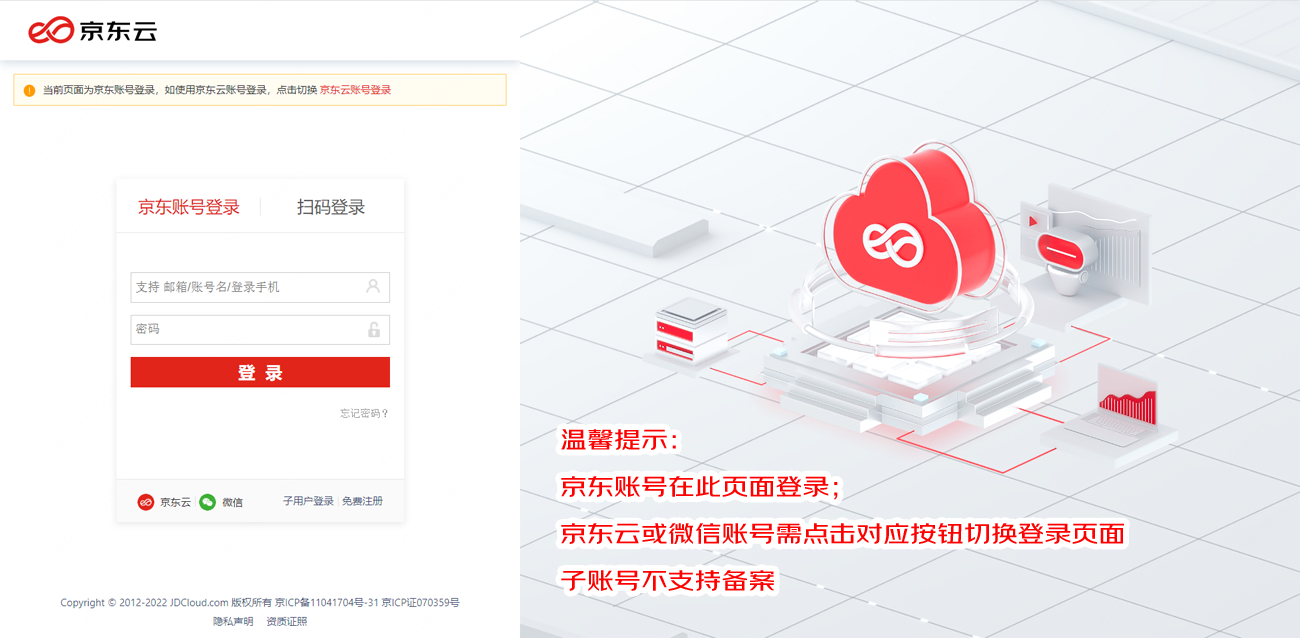 京东云
当前页面为京东账号登录，如使用京东云账号登录，点击切换 京东云账号登录
京东账号登录 扫码登录
支持 邮箱/账号名/登录手机
密码
登 录
忘记密码？
京东云 微信 子用户登录 免费注册
Copyright © 2012-2022 JDCloud.com 版权所有 京ICP备11041704号-31 京ICP证070359号
隐私声明 资质证照
温馨提示：
京东账号在此页面登录；
京东云或微信账号需点击对应按钮切换登录页面
子账号不支持备案